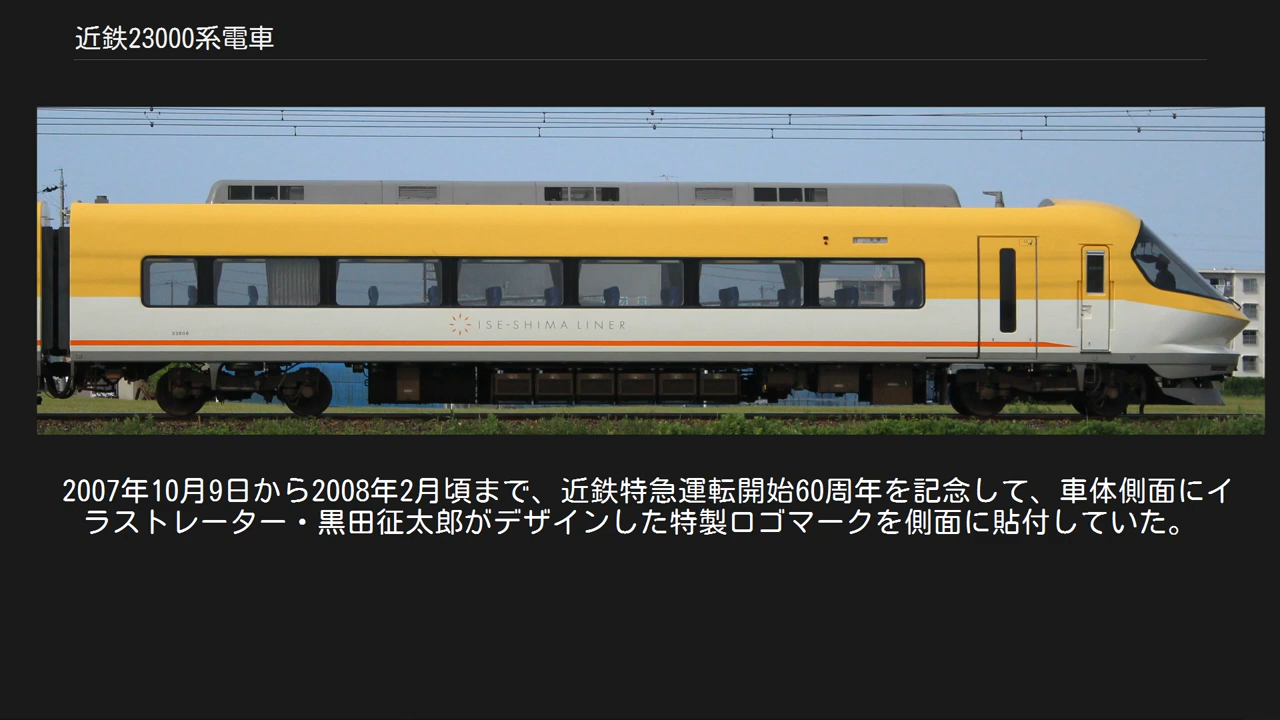 近鉄23000系電車
ISE-SHIMA LINER
2007年10月9日から2008年2月頃まで、近鉄特急運転開始60周年を記念して、車体側面にイ
ラストレーター・黒田征太郎がデザインした特製ロゴマークを側面に貼付していた。